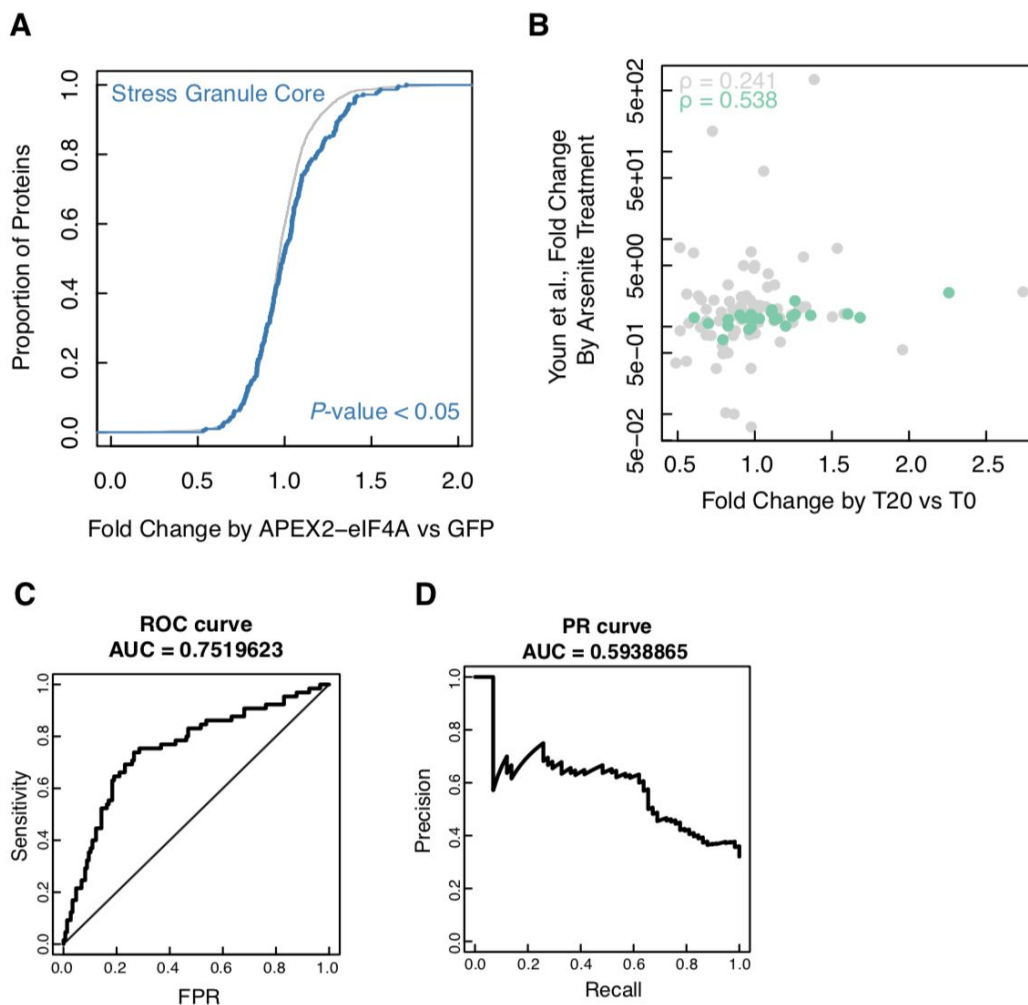 A
Stress Granule Core
P-value < 0.05
Proportion of Proteins
0.0 0.2 0.4 0.6 0.8 1.0
0.0 0.5 1.0 1.5 2.0
Fold Change by APEX2−eIF4A vs GFP
B
ρ = 0.241
ρ = 0.538
Youn et al., Fold Change
By Arsenite Treatment
5e−02 5e−01 5e+00 5e+01 5e+02
0.5 1.0 1.5 2.0 2.5
Fold Change by T20 vs T0
C
ROC curve
AUC = 0.7519623
Sensitivity
0.0 0.2 0.4 0.6 0.8 1.0
0.0 0.2 0.4 0.6 0.8 1.0
FPR
D
PR curve
AUC = 0.5938865
Precision
0.0 0.2 0.4 0.6 0.8 1.0
0.0 0.2 0.4 0.6 0.8 1.0
Recall